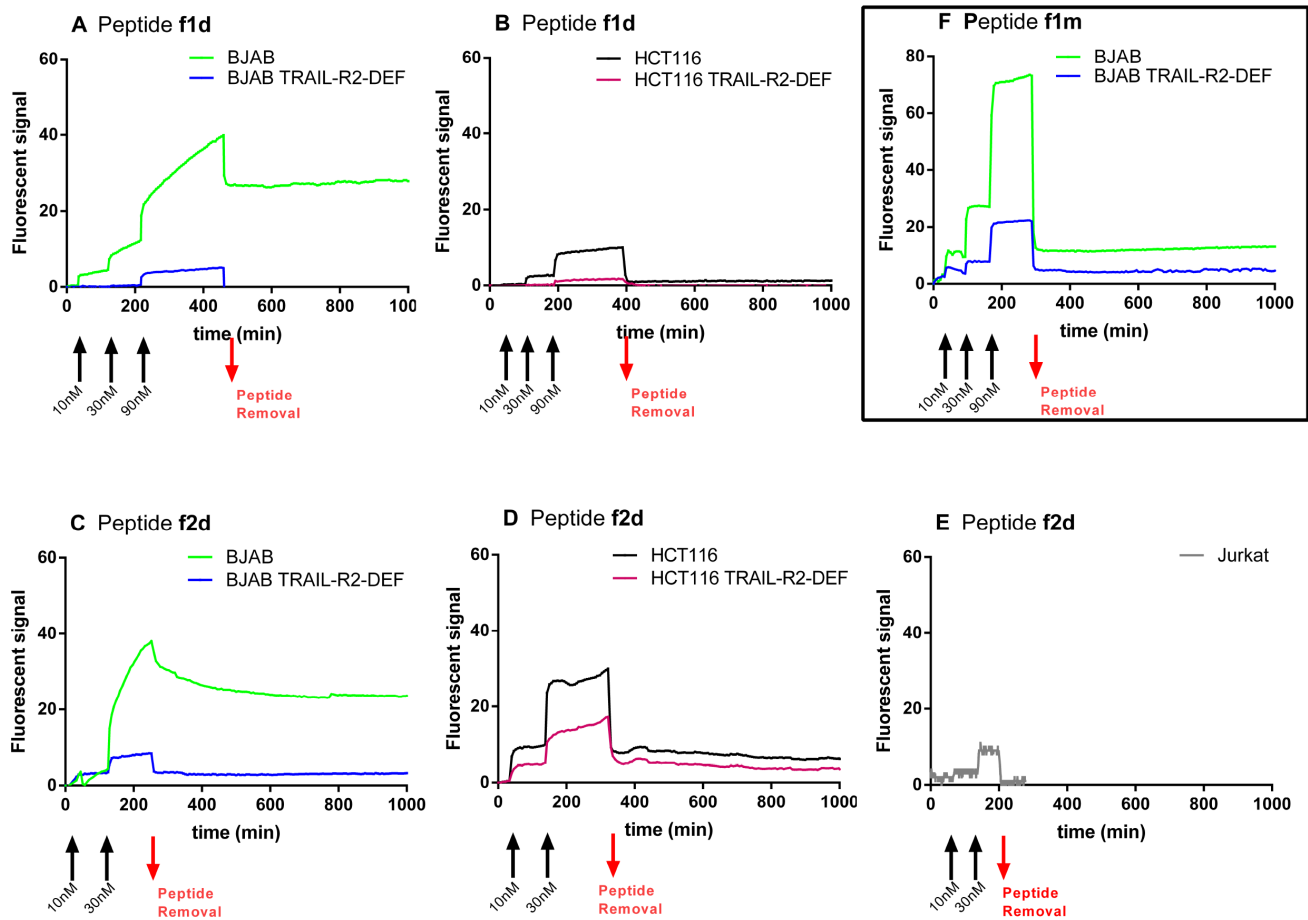 A Peptide f1d
BJAB
BJAB TRAIL-R2-DEF
Fluorescent signal
60
40
20
0
0 200 400 600 800 1000
time (min)
10nM 30nM 90nM
Peptide
Removal
B Peptide f1d
HCT116
HCT116 TRAIL-R2-DEF
Fluorescent signal
60
40
20
0
0 200 400 600 800 1000
time (min)
10nM 30nM 90nM
Peptide
Removal
F Peptide f1m
BJAB
BJAB TRAIL-R2-DEF
Fluorescent signal
80
60
40
20
0
0 200 400 600 800 1000
time (min)
10nM 30nM 90nM
Peptide
Removal
C Peptide f2d
BJAB
BJAB TRAIL-R2-DEF
Fluorescent signal
60
40
20
0
0 200 400 600 800 1000
time (min)
10nM 30nM
Peptide
Removal
D Peptide f2d
HCT116
HCT116 TRAIL-R2-DEF
Fluorescent signal
60
40
20
0
0 200 400 600 800 1000
time (min)
10nM 30nM
Peptide
Removal
E Peptide f2d
Jurkat
Fluorescent signal
60
40
20
0
0 200 400 600 800 1000
time (min)
10nM 30nM
Peptide
Removal